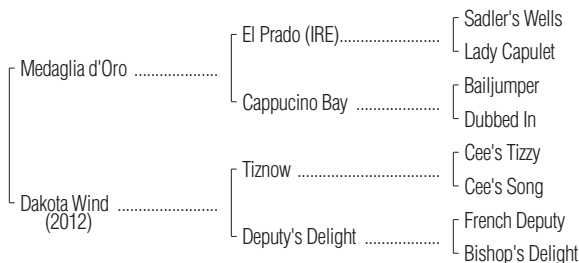 Sadler's Wells
El Prado (IRE)........................
Lady Capulet
Medaglia d'Oro ....................
Bailjumper
Cappucino Bay ....................
Dubbed In
Cee's Tizzy
Tiznow ..................................
Cee's Song
Dakota Wind ........................
(2012)
French Deputy
Deputy's Delight ..................
Bishop's Delight